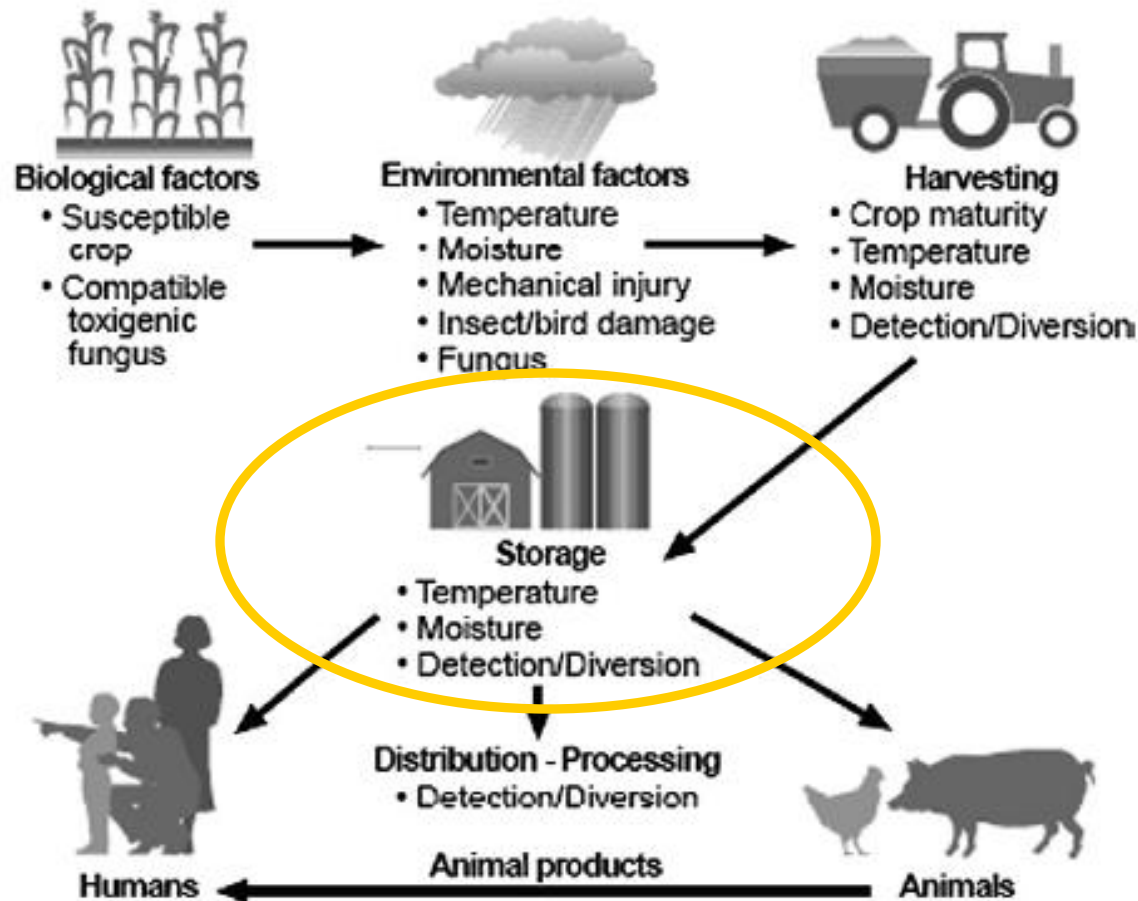 Biological factors
• Susceptible
crop
• Compatible
toxigenic
fungus
Environmental factors
• Temperature
• Moisture
• Mechanical injury
• Insect/bird damage
• Fungus
Harvesting
• Crop maturity
• Temperature
• Moisture
• Detection/Diversion
Storage
• Temperature
• Moisture
• Detection/Diversion
Distribution - Processing
• Detection/Diversion
Animal products
Humans
Animals